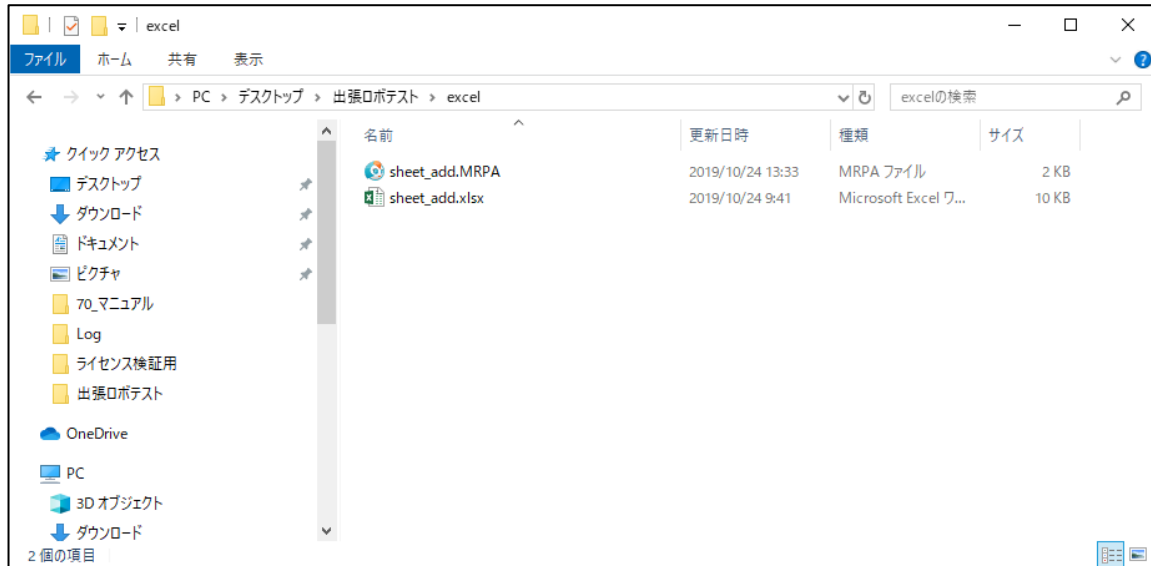 excel
ファイル ホーム 共有 表示
PC > デスクトップ > 出張ロボテスト > excel
excelの検索
名前 更新日時 種類 サイズ
クイック アクセス
デスクトップ
ダウンロード
ドキュメント
ピクチャ
70_マニュアル
Log
ライセンス検証用
出張ロボテスト
OneDrive
PC
3D オブジェクト
ダウンロード
sheet_add.MRPA 2019/10/24 13:33 MRPA ファイル 2 KB
sheet_add.xlsx 2019/10/24 9:41 Microsoft Excel ワ... 10 KB
2 個の項目